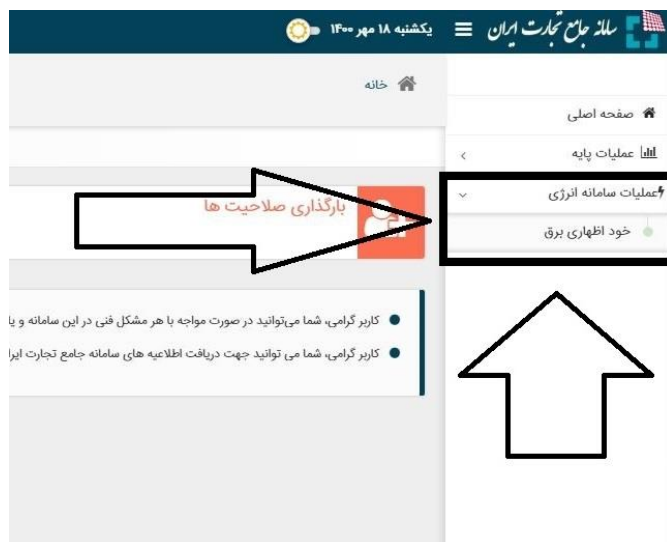 سامانه جامع تجارت ایران
یکشنبه ۱۸ مهر ۱۴۰۰
خانه
صفحه اصلی
عملیات پایه
عملیات سامانه انرژی
خود اظهاری برق
بارگذاری صلاحیت ها
کاربر گرامی، شما می‌توانید در صورت مواجه با هر مشکل فنی در این سامانه و یا
کاربر گرامی، شما می توانید جهت دریافت اطلاعیه های سامانه جامع تجارت ایرا